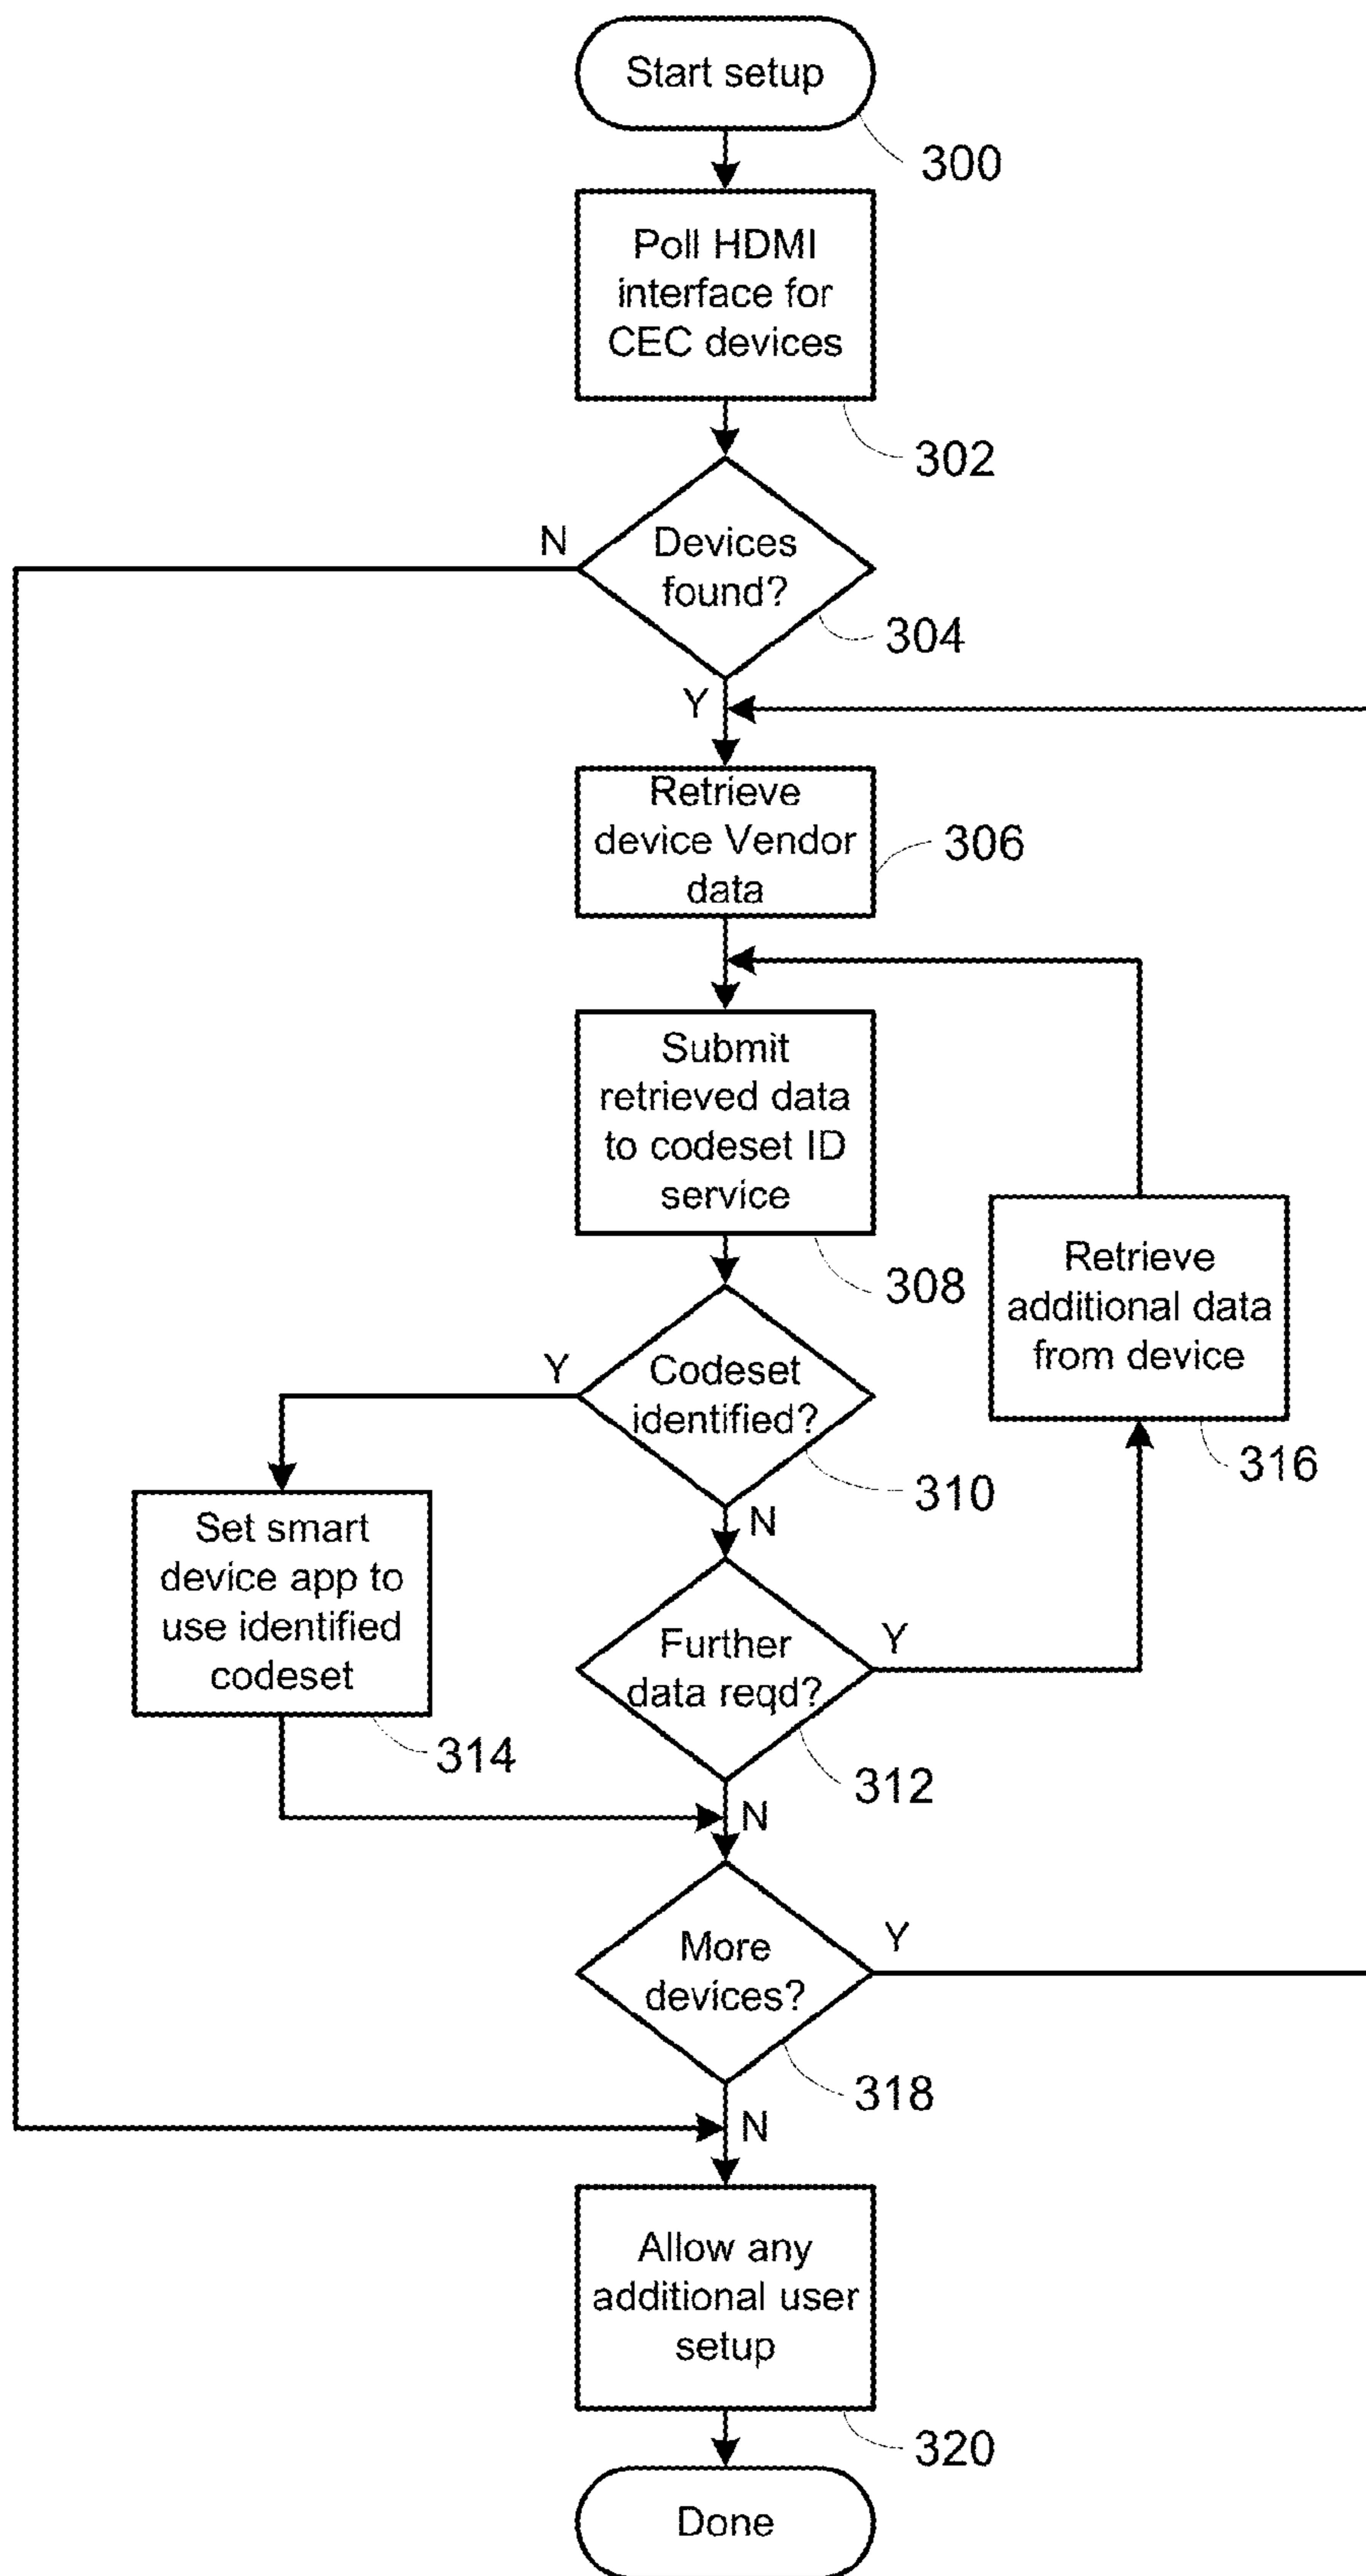 Start setup
300
Poll HDMI
interface for
CEC devices
302
N
Devices
found?
304
Y
Retrieve
device Vendor
data
306
Submit
retrieved data
to codeset ID
service
308
Retrieve
additional data
from device
316
Y
Codeset
identified?
310
N
Set smart
device app to
use identified
codeset
314
Further
data reqd?
Y
312
N
More
devices?
Y
318
N
Allow any
additional user
setup
320
Done